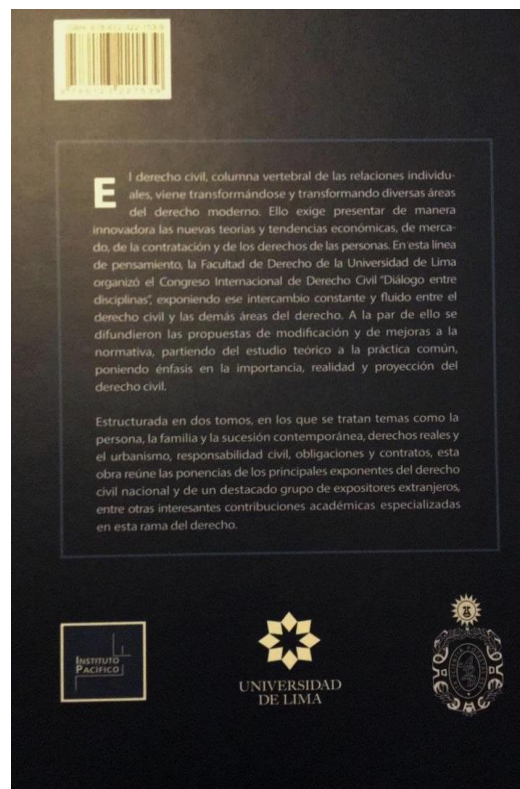 El derecho civil, columna vertebral de las relaciones individu-
ales, viene transformándose y transformando diversas áreas
del derecho moderno. Ello exige presentar de manera
innovadora las nuevas teorías y tendencias económicas, de merca-
do, de la contratación y de los derechos de las personas. En esta línea
de pensamiento, la Facultad de Derecho de la Universidad de Lima
organizó el Congreso Internacional de Derecho Civil "Diálogo entre
disciplinas", exponiendo ese intercambio constante y fluido entre el
derecho civil y las demás áreas del derecho. A la par de ello se
difundieron las propuestas de modificación y de mejoras a la
normativa, partiendo del estudio teórico a la práctica común,
poniendo énfasis en la importancia, realidad y proyección del
derecho civil.
Estructurada en dos tomos, en los que se tratan temas como la
persona, la familia y la sucesión contemporánea, derechos reales y
el urbanismo, responsabilidad civil, obligaciones y contratos, esta
obra reúne las ponencias de los principales exponentes del derecho
civil nacional y de un destacado grupo de expositores extranjeros,
entre otras interesantes contribuciones académicas especializadas
en esta rama del derecho.
INSTITUTO
PACÍFICO
UNIVERSIDAD
DE LIMA